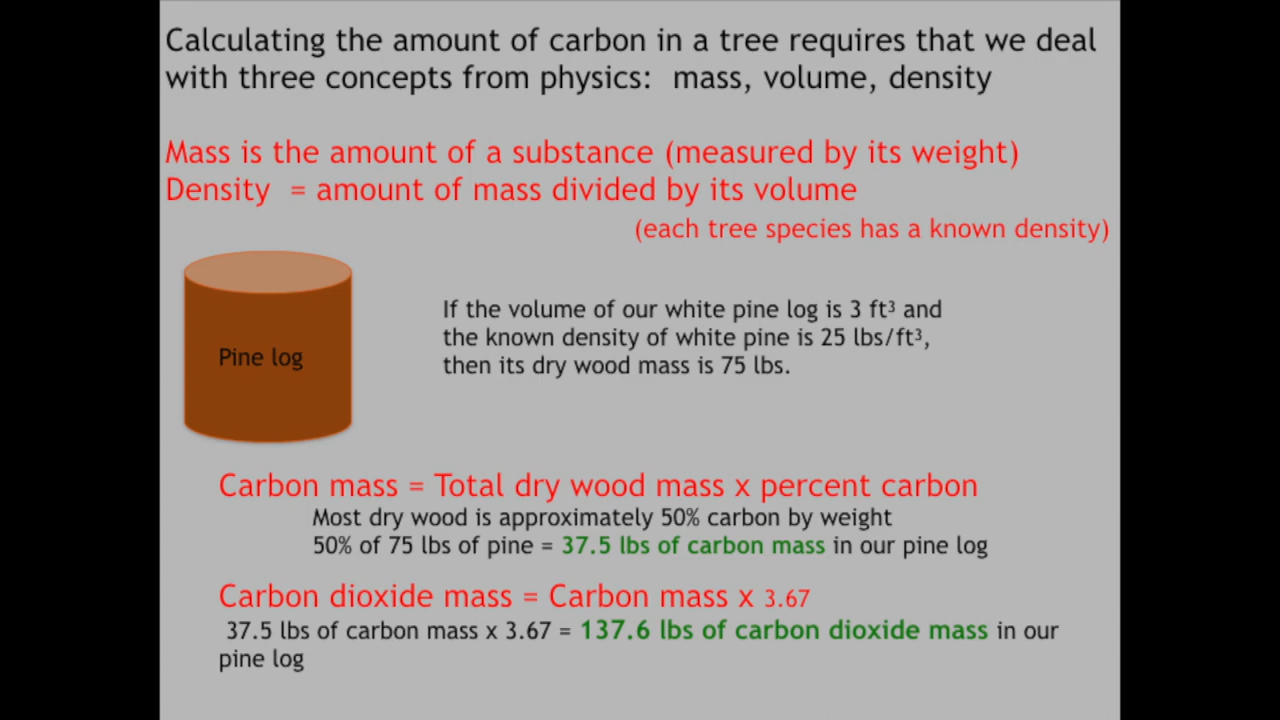 Calculating the amount of carbon in a tree requires that we deal
with three concepts from physics: mass, volume, density
Mass is the amount of a substance (measured by its weight)
Density = amount of mass divided by its volume
(each tree species has a known density)
If the volume of our white pine log is 3 ft³ and
the known density of white pine is 25 lbs/ft³,
then its dry wood mass is 75 lbs.
Pine log
Carbon mass = Total dry wood mass x percent carbon
Most dry wood is approximately 50% carbon by weight
50% of 75 lbs of pine = 37.5 lbs of carbon mass in our pine log
Carbon dioxide mass = Carbon mass x 3.67
37.5 lbs of carbon mass x 3.67 = 137.6 lbs of carbon dioxide mass in our
pine log